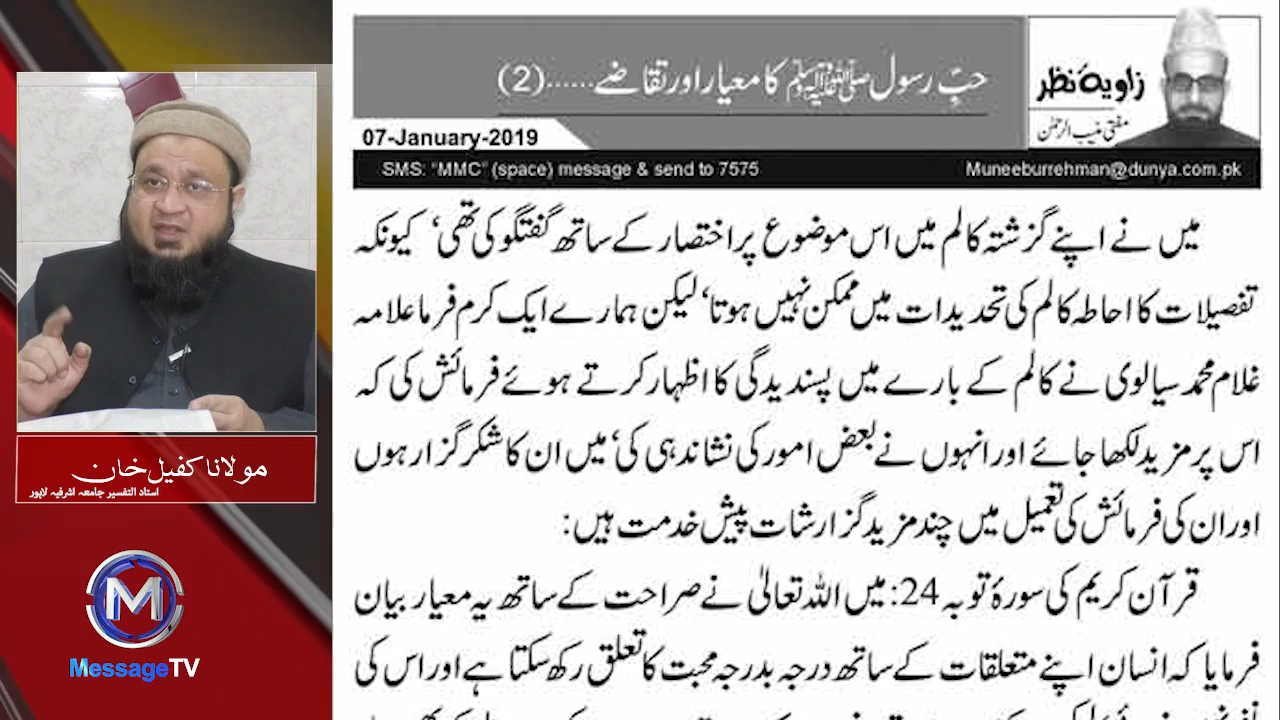 حبِّ رسول ﷺ کا معیار اور تقاضے......(2)
زاویۂ نظر
مفتی منیب الرحمٰن
07-January-2019
SMS: "MMC" (space) message & send to 7575
Muneeburrehman@dunya.com.pk
میں نے اپنے گزشتہ کالم میں اس موضوع پر اختصار کے ساتھ گفتگو کی تھی‘ کیونکہ
تفصیلات کا احاطہ کالم کی تحدیدات میں ممکن نہیں ہوتا‘ لیکن ہمارے ایک کرم فرما علامہ
غلام محمد سیالوی نے کالم کے بارے میں پسندیدگی کا اظہار کرتے ہوئے فرمائش کی کہ
اس پر مزید لکھا جائے اور انہوں نے بعض امور کی نشاندہی کی‘ میں ان کا شکر گزار ہوں
اور ان کی فرمائش کی تعمیل میں چند مزید گزارشات پیش خدمت ہیں:
قرآن کریم کی سورۂ توبہ 24: میں اللہ تعالیٰ نے صراحت کے ساتھ یہ معیار بیان
فرمایا کہ انسان اپنے متعلقات کے ساتھ درجہ بدرجہ محبت کا تعلق رکھ سکتا ہے اور اس کی
مولانا کفیل خان
استاد التفسیر جامعہ اشرفیہ لاہور
M
MessageTV